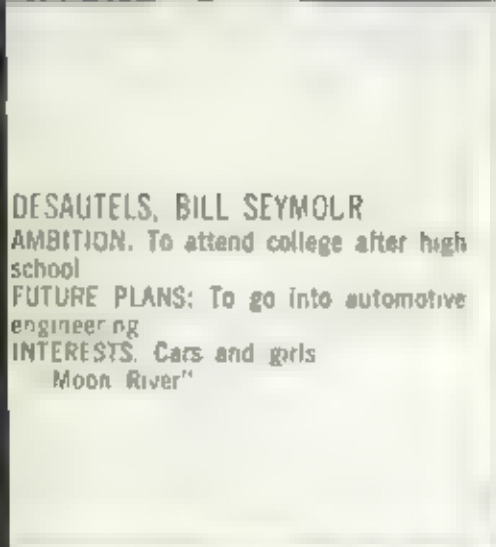 DESAUTELS, BILL SEYMOUR
AMBITION. To attend college after high
school
FUTURE PLANS: To go into automotive
engineer ng
INTERESTS. Cars and girls
Moon River"